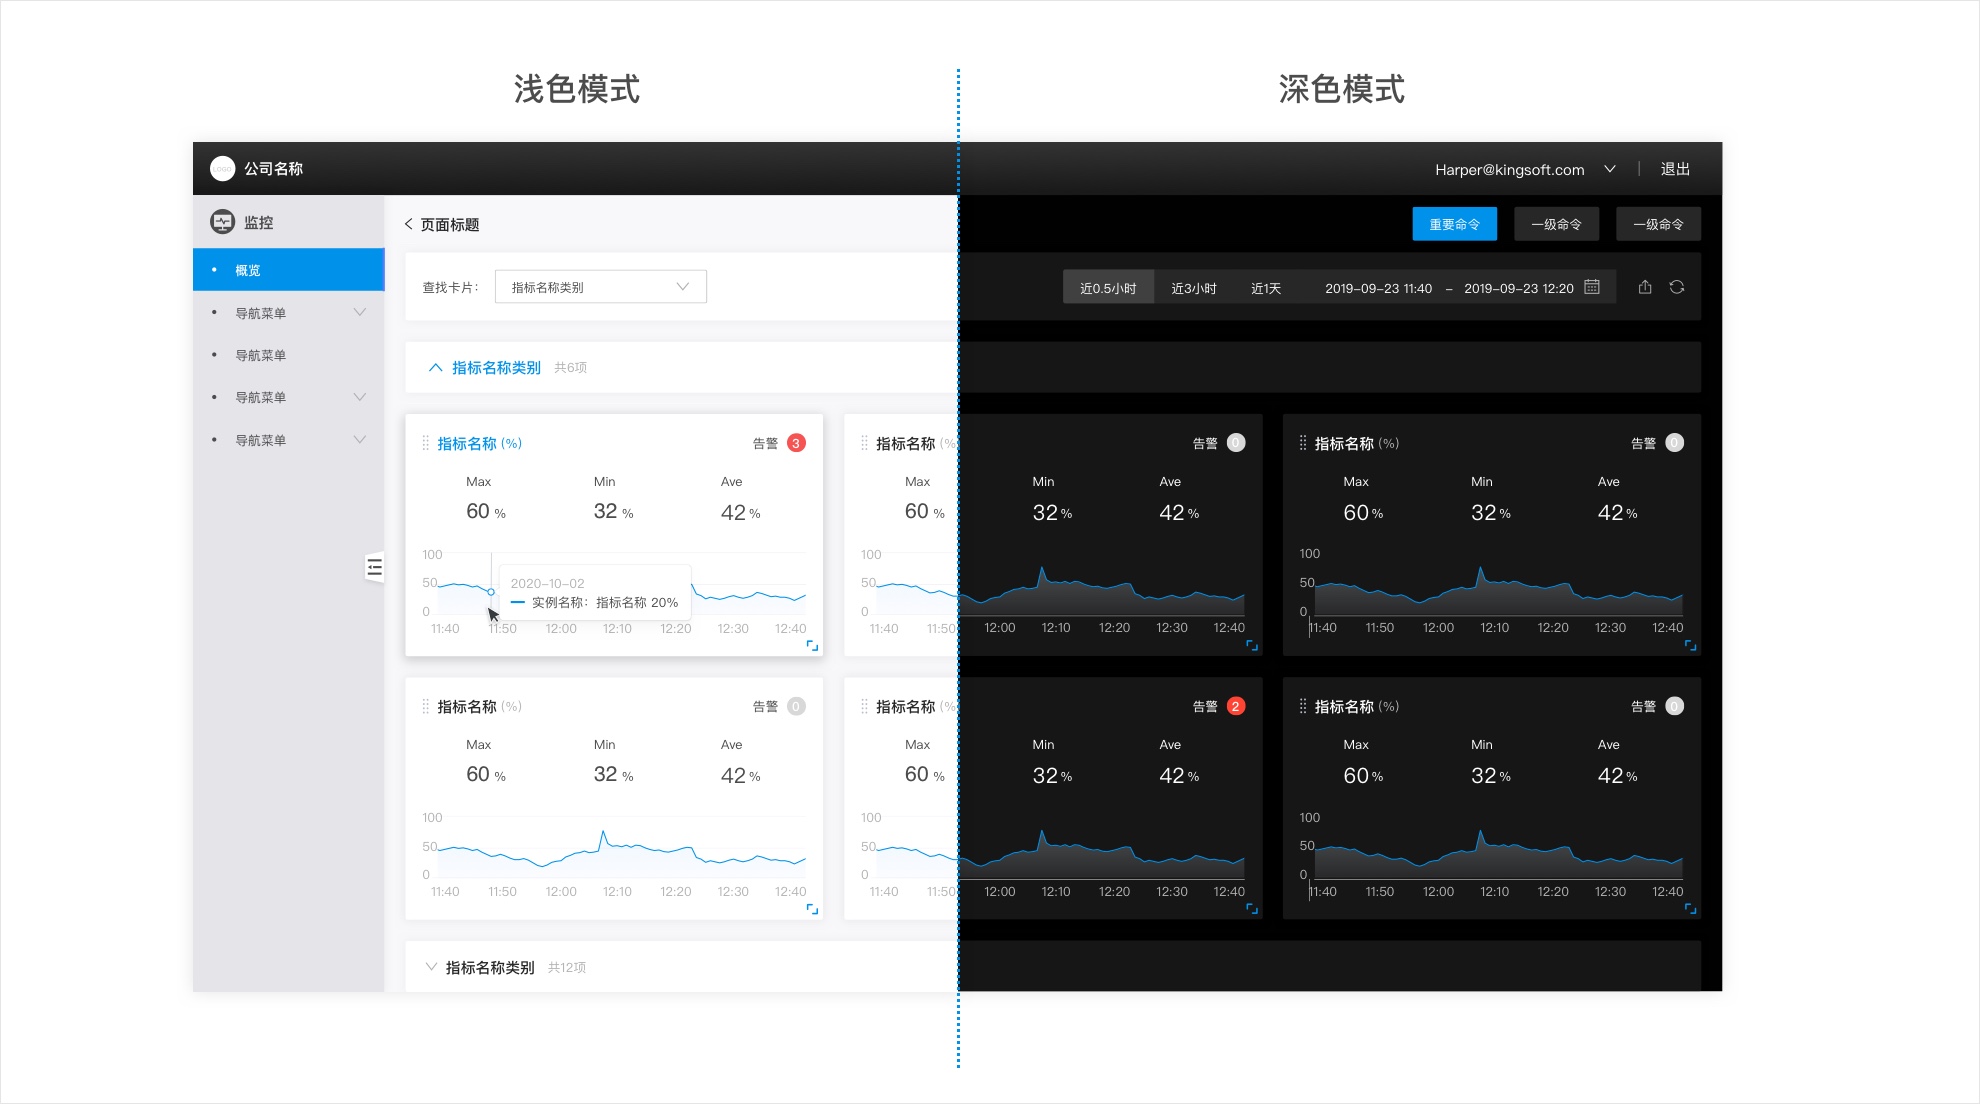 浅色模式
深色模式
LOGO
公司名称
Harper@kingsoft.com
退出
监控
概览
导航菜单
导航菜单
导航菜单
导航菜单
页面标题
重要命令
一级命令
一级命令
查找卡片：
指标名称类别
近0.5小时
近3小时
近1天
2019-09-23 11:40 – 2019-09-23 12:20
指标名称类别 共6项
指标名称 (%)
告警 3
Max Min Ave
60 % 32 % 42 %
100
50
0
2020-10-02
实例名称：指标名称 20%
11:40 11:50 12:00 12:10 12:20 12:30 12:40
指标名称 (%
告警 0
Max Min Ave
60 % 32 % 42 %
100
50
0
11:40 11:50 12:00 12:10 12:20 12:30 12:40
指标名称 (%)
告警 0
Max Min Ave
60 % 32 % 42 %
100
50
0
11:40 11:50 12:00 12:10 12:20 12:30 12:40
指标名称 (%)
告警 0
Max Min Ave
60 % 32 % 42 %
100
50
0
11:40 11:50 12:00 12:10 12:20 12:30 12:40
指标名称 (%
告警 2
Max Min Ave
60 % 32 % 42 %
100
50
0
11:40 11:50 12:00 12:10 12:20 12:30 12:40
指标名称 (%)
告警 0
Max Min Ave
60 % 32 % 42 %
100
50
0
11:40 11:50 12:00 12:10 12:20 12:30 12:40
指标名称类别 共12项